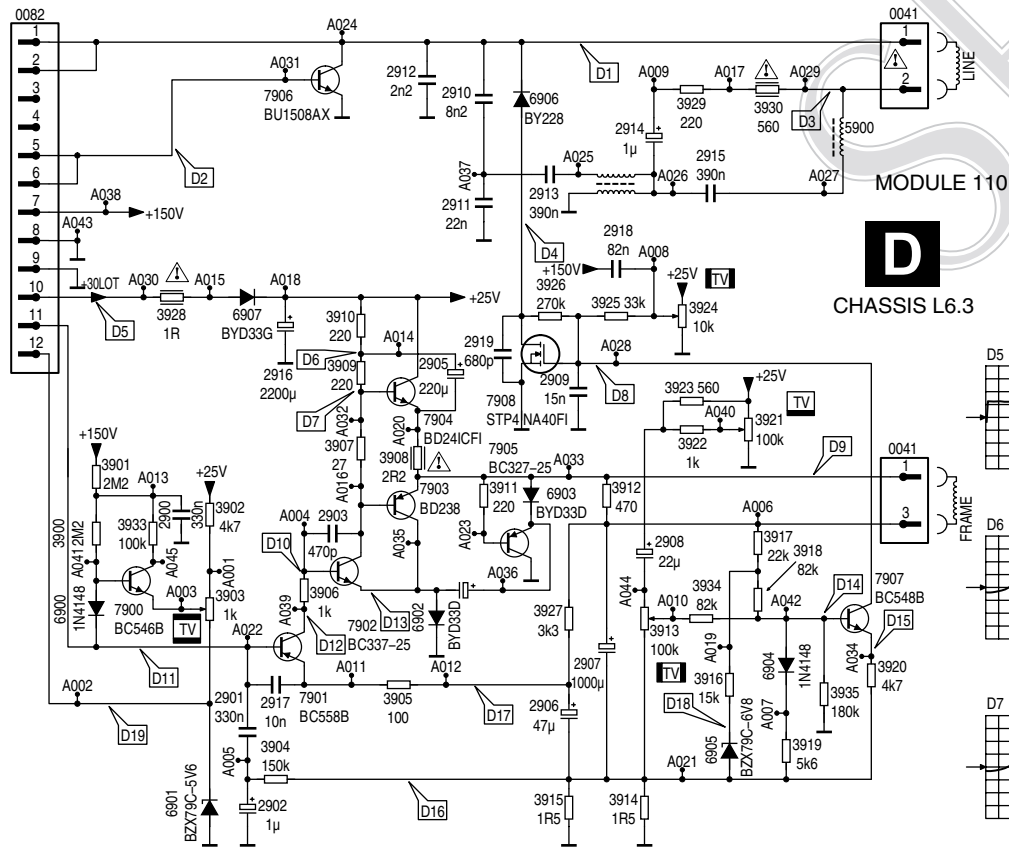 0082
1
2
3
4
5
6
7
8
9
10
11
12
A024
A031
7906
BU1508AX
D2
A038
+150V
A043
+30LOT
A030
A015
A018
3928
1R
D5
6907
BYD33G
2916
2200µ
2912
2n2
2910
8n2
A037
2911
22n
6906
BY228
D1
A009
A017
A029
3929
220
3930
560
D3
2914
1µ
A025
2913
390n
2915
390n
A026
A027
5900
0041
1
2
LINE
MODULE 110
D
CHASSIS L6.3
D4
2918
82n
A008
+150V
3926
270k
3925 33k
+25V
TV
3924
10k
+25V
3910
220
D6
A014
3909
220
2905
220µ
D7
A032
7904
BD24ICFI
A020
3907
27
3908
2R2
A016
7903
BD238
A035
2919
680p
7908
STP4 NA40FI
2909
15n
A028
D8
3923 560
+25V
A040
3922
1k
3921
100k
TV
D9
7905
BC327-25
A033
3911
220
6903
BYD33D
A023
A036
3912
470
0041
1
3
FRAME
+150V
3901
2M2
A013
3900
2M2
3933
100k
2900
330n
+25V
3902
4k7
A041
A045
A001
6900
1N4148
7900
BC546B
A003
TV
3903
1k
A004
2903
470p
D10
3906
1k
A039
D12
7902
BC337-25
D13
6902
BYD33D
A022
D11
A002
D19
2901
330n
2917
10n
7901
BC558B
A011
3905
100
A012
D17
A005
3904
150k
2902
1µ
6901
BZX79C-5V6
D16
3927
3k3
2907
1000µ
2906
47µ
3915
1R5
3914
1R5
2908
22µ
A044
A010
3913
100k
TV
3934
82k
A006
3917
22k
3918
82k
A019
3916
15k
D18
6905
BZX79C-6V8
A042
D14
6904
1N4148
A007
3919
5k6
3935
180k
A021
7907
BC548B
D15
A034
3920
4k7
D5
D6
D7